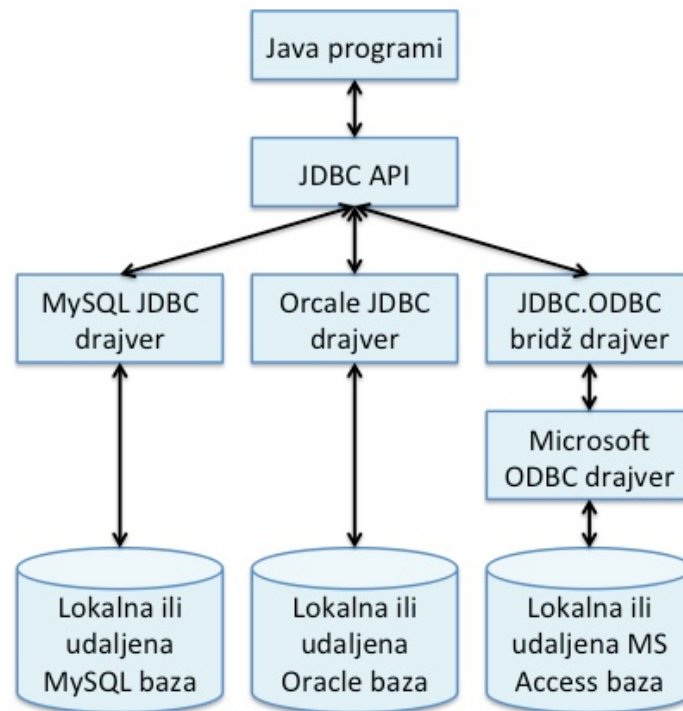 Java programi
JDBC API
MySQL JDBC
drajver
Orcale JDBC
drajver
JDBC.ODBC
bridž drajver
Microsoft
ODBC drajver
Lokalna ili
udaljena
MySQL baza
Lokalna ili
udaljena
Oracle baza
Lokalna ili
udaljena MS
Access baza